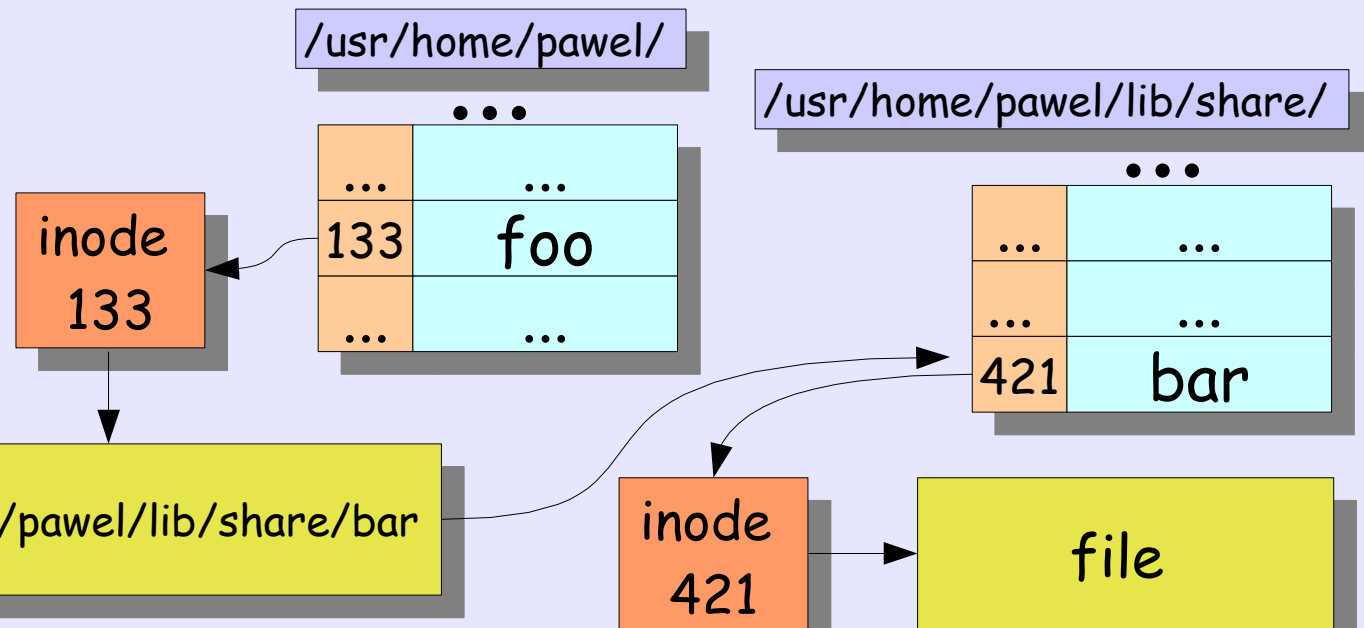 /usr/home/pawel/
...
... ...
133 foo
... ...
inode
133
/usr/home/pawel/lib/share/
...
... ...
... ...
421 bar
/pawel/lib/share/bar
inode
421
file